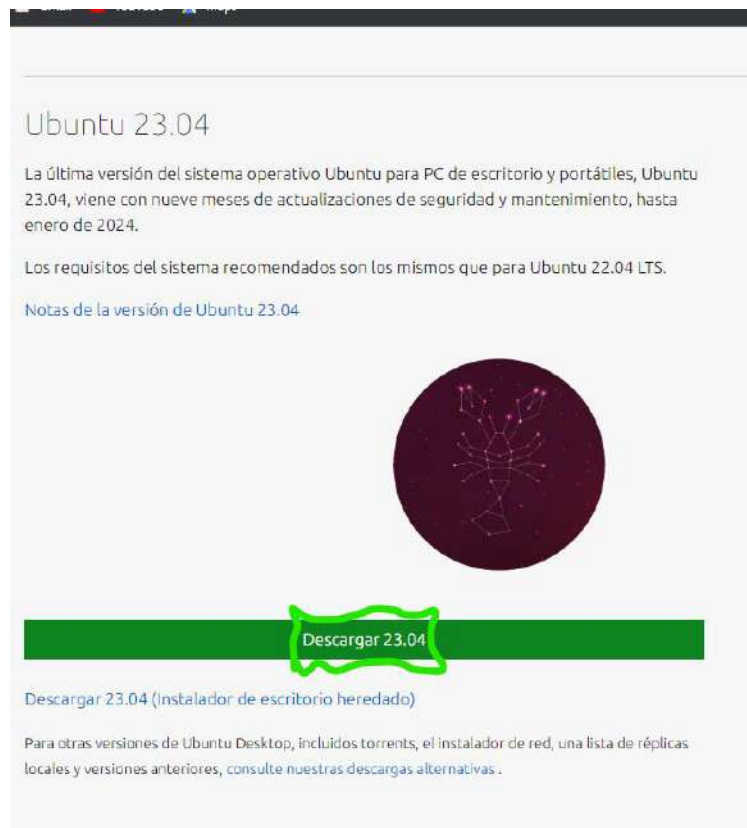 Ubuntu 23.04
La última versión del sistema operativo Ubuntu para PC de escritorio y portátiles, Ubuntu
23.04, viene con nueve meses de actualizaciones de seguridad y mantenimiento, hasta
enero de 2024.
Los requisitos del sistema recomendados son los mismos que para Ubuntu 22.04 LTS.
Notas de la versión de Ubuntu 23.04
Descargar 23.04
Descargar 23.04 (Instalador de escritorio heredado)
Para otras versiones de Ubuntu Desktop, incluidos torrents, el instalador de red, una lista de réplicas
locales y versiones anteriores, consulte nuestras descargas alternativas .